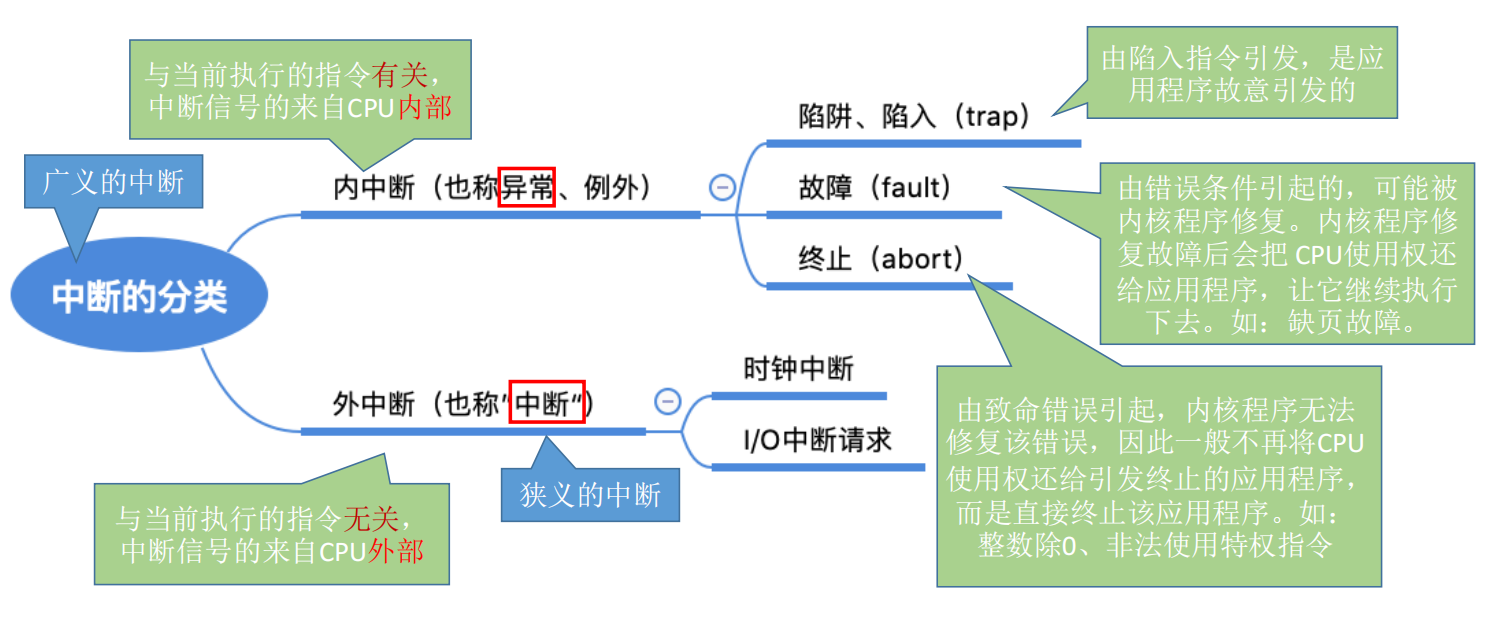 与当前执行的指令有关，
中断信号的来自CPU内部
广义的中断
中断的分类
内中断（也称异常、例外）
陷阱、陷入（trap）
由陷入指令引发，是应
用程序故意引发的
故障（fault）
由错误条件引起的，可能被
内核程序修复。内核程序修
复故障后会把 CPU使用权还
给应用程序，让它继续执行
下去。如：缺页故障。
终止（abort）
由致命错误引起，内核程序无法
修复该错误，因此一般不再将CPU
使用权还给引发终止的应用程序，
而是直接终止该应用程序。如：
整数除0、非法使用特权指令
外中断（也称"中断“）
狭义的中断
与当前执行的指令无关，
中断信号的来自CPU外部
时钟中断
I/O中断请求